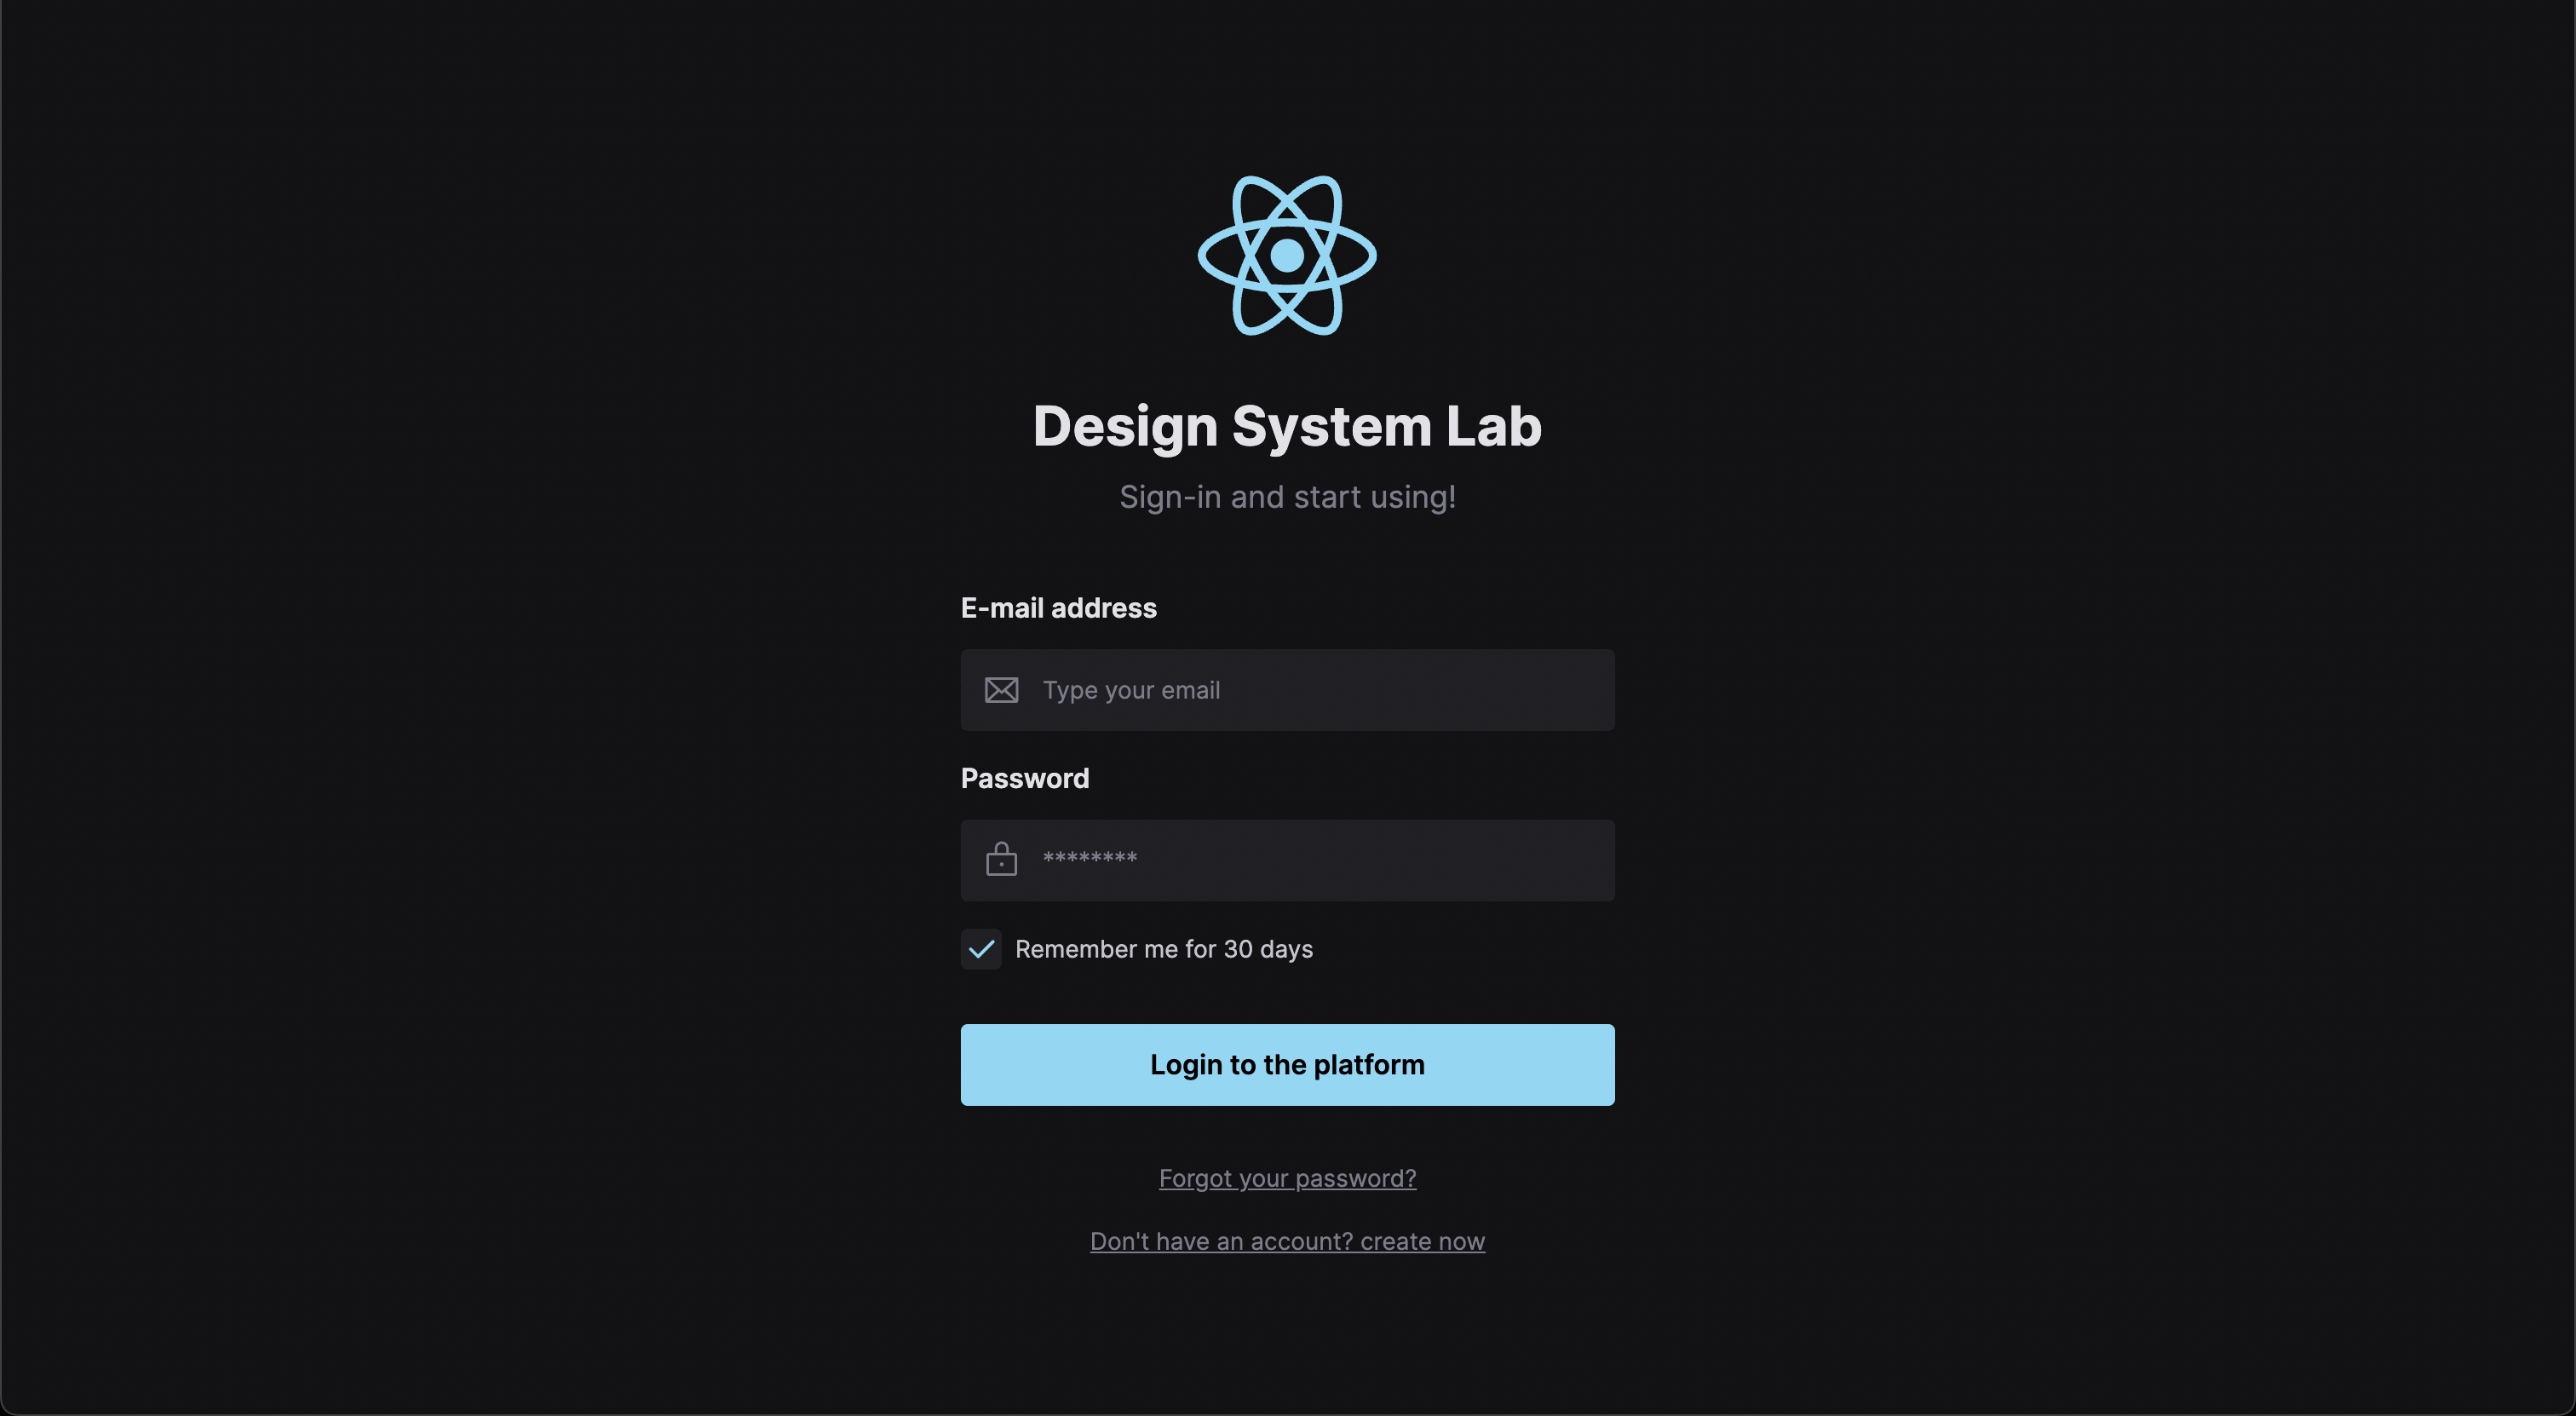 Design System Lab
Sign-in and start using!
E-mail address
Type your email
Password
********
Remember me for 30 days
Login to the platform
Forgot your password?
Don't have an account? create now